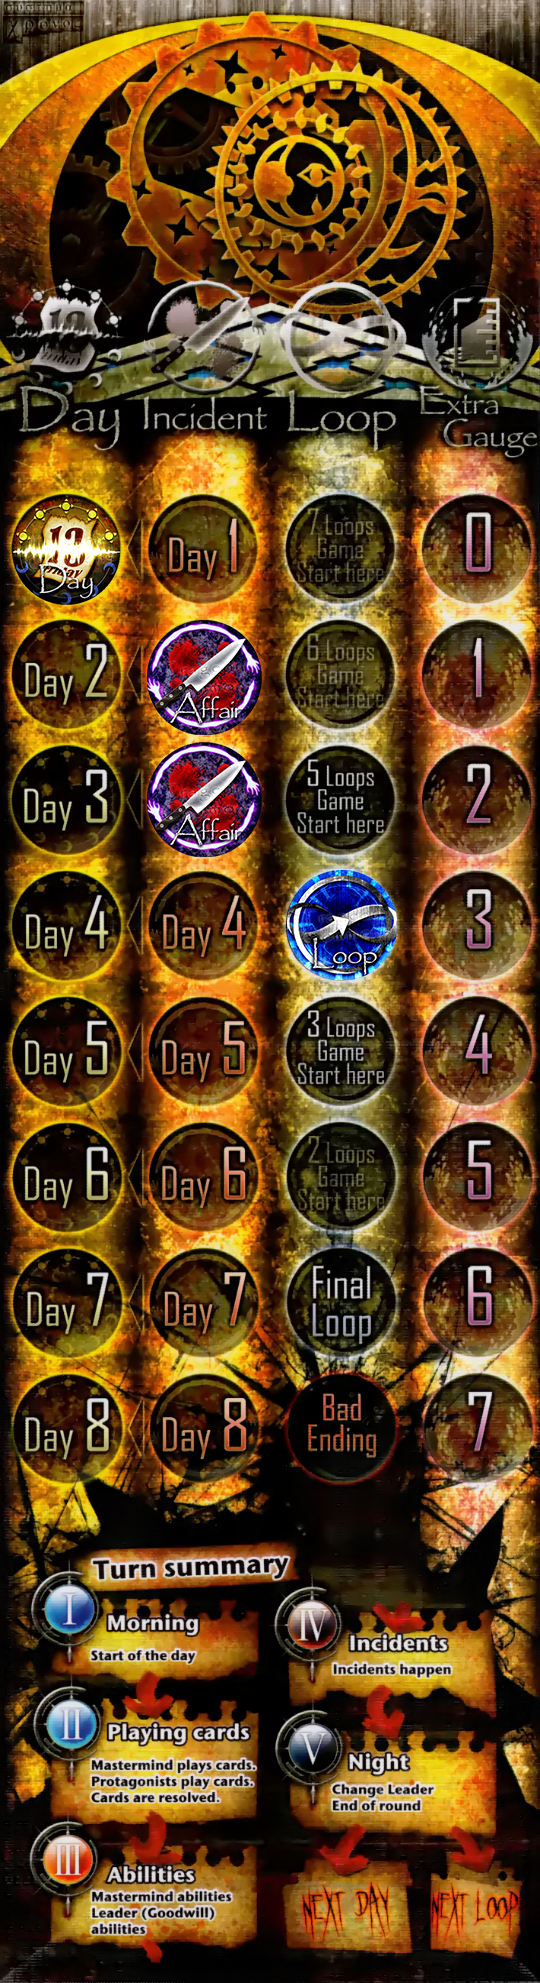 Day
Incident
Loop
Extra
Gauge
13
Day
Day 1
7 Loops
Game
Start here
0
Day 2
Affair
6 Loops
Game
Start here
1
Day 3
Affair
5 Loops
Game
Start here
2
Day 4
Day 4
Loop
3
Day 5
Day 5
3 Loops
Game
Start here
4
Day 6
Day 6
2 Loops
Game
Start here
5
Day 7
Day 7
Final
Loop
6
Day 8
Day 8
Bad
Ending
7
Turn summary
I
Morning
Start of the day
II
Playing cards
Mastermind plays cards.
Protagonists play cards.
Cards are resolved.
III
Abilities
Mastermind abilities
Leader (Goodwill)
abilities
IV
Incidents
Incidents happen
V
Night
Change Leader
End of round
NEXT DAY
NEXT LOOP